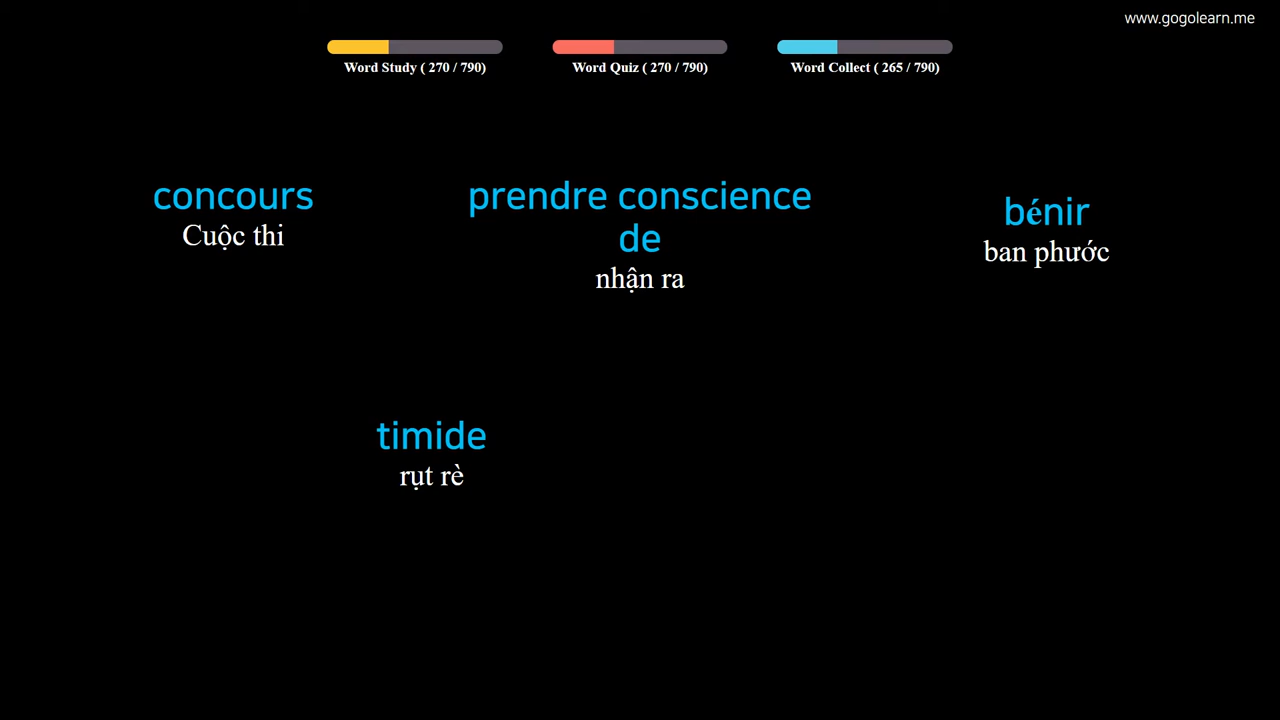 www.gogolearn.me
Word Study ( 270 / 790)
Word Quiz ( 270 / 790)
Word Collect ( 265 / 790)
concours
Cuộc thi
prendre conscience
de
nhận ra
bénir
ban phước
timide
rụt rè